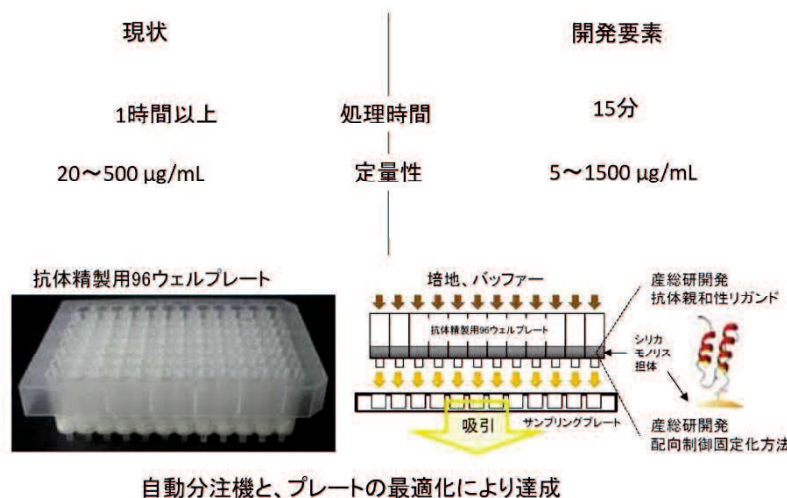 現状
開発要素
1時間以上
処理時間
15分
20～500 µg/mL
定量性
5～1500 µg/mL
抗体精製用96ウェルプレート
培地、バッファー
抗体精製用96ウェルプレート
産総研開発
抗体親和性リガンド
シリカ
モノリス
担体
吸引
サンプリングプレート
産総研開発
配向制御固定化方法
自動分注機と、プレートの最適化により達成